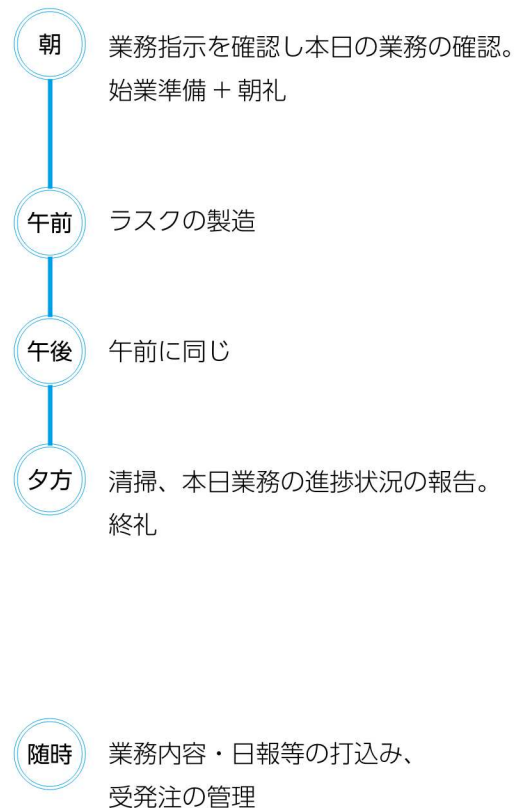 朝
業務指示を確認し本日の業務の確認。
始業準備 + 朝礼
午前
ラスクの製造
午後
午前に同じ
夕方
清掃、本日業務の進捗状況の報告。
終礼
随時
業務内容・日報等の打込み、
受発注の管理